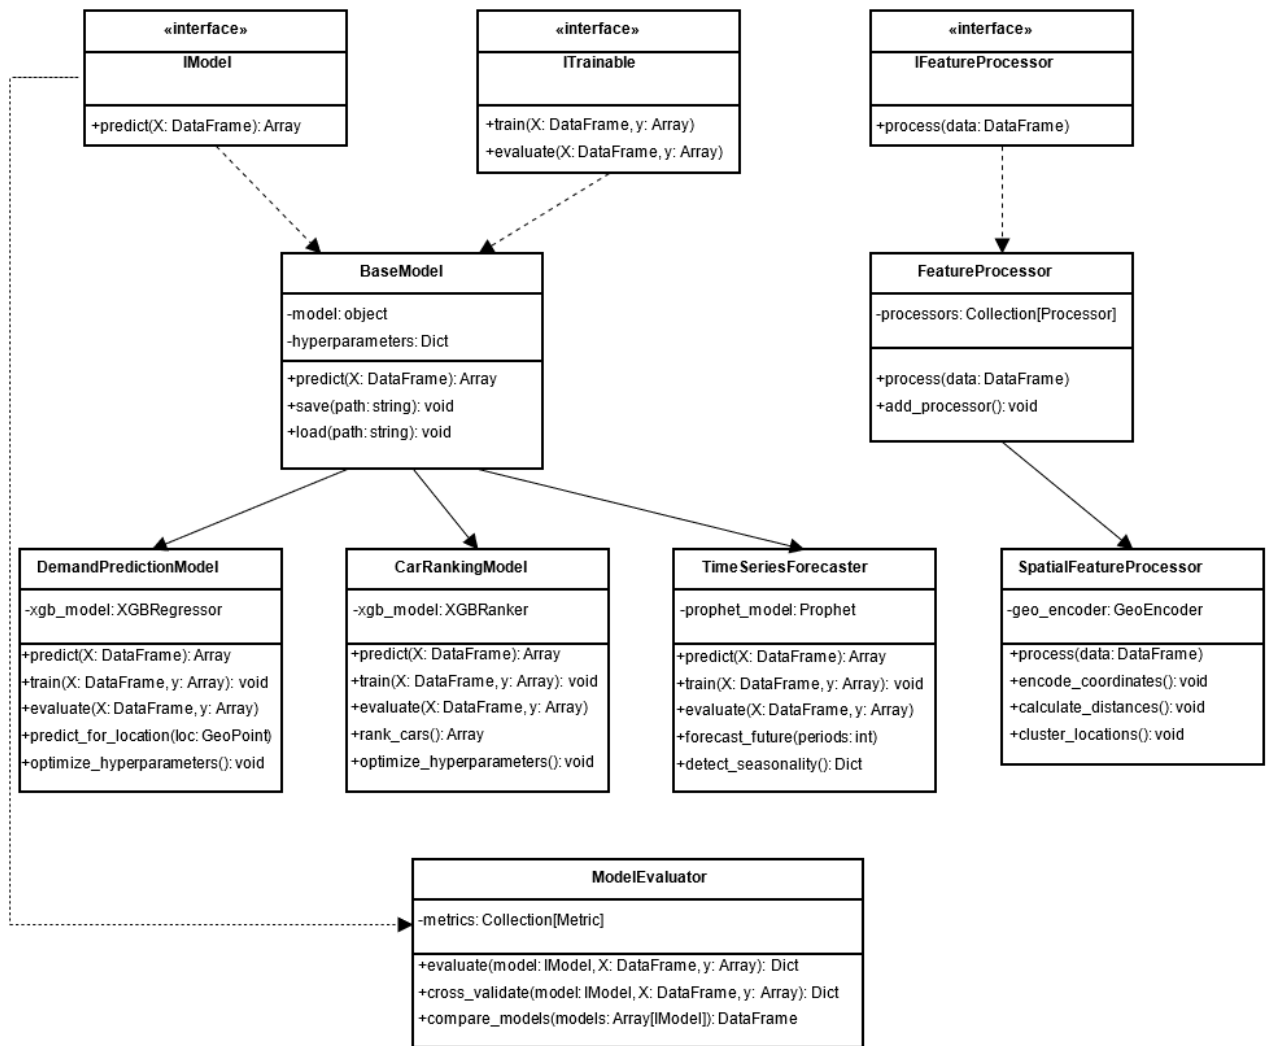 «interface»
IModel
+predict(X: DataFrame): Array
«interface»
ITrainable
+train(X: DataFrame, y: Array)
+evaluate(X: DataFrame, y: Array)
«interface»
IFeatureProcessor
+process(data: DataFrame)
BaseModel
-model: object
-hyperparameters: Dict
+predict(X: DataFrame): Array
+save(path: string): void
+load(path: string): void
FeatureProcessor
-processors: Collection[Processor]
+process(data: DataFrame)
+add_processor(): void
DemandPredictionModel
-xgb_model: XGBRegressor
+predict(X: DataFrame): Array
+train(X: DataFrame, y: Array): void
+evaluate(X: DataFrame, y: Array)
+predict_for_location(loc: GeoPoint)
+optimize_hyperparameters(): void
CarRankingModel
-xgb_model: XGBRanker
+predict(X: DataFrame): Array
+train(X: DataFrame, y: Array): void
+evaluate(X: DataFrame, y: Array)
+rank_cars(): Array
+optimize_hyperparameters(): void
TimeSeriesForecaster
-prophet_model: Prophet
+predict(X: DataFrame): Array
+train(X: DataFrame, y: Array): void
+evaluate(X: DataFrame, y: Array)
+forecast_future(periods: int)
+detect_seasonality(): Dict
SpatialFeatureProcessor
-geo_encoder: GeoEncoder
+process(data: DataFrame)
+encode_coordinates(): void
+calculate_distances(): void
+cluster_locations(): void
ModelEvaluator
-metrics: Collection[Metric]
+evaluate(model: IModel, X: DataFrame, y: Array): Dict
+cross_validate(model: IModel, X: DataFrame, y: Array): Dict
+compare_models(models: Array[IModel]): DataFrame